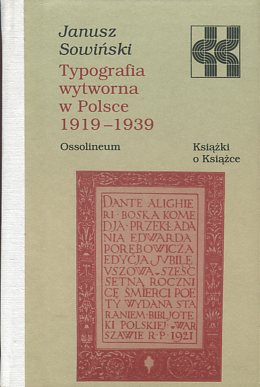 Janusz
Sowiński
Typografia
wytworna
w Polsce
1919–1939
Ossolineum
Książki
o Książce
DANTE ALIGHIE
RI·BOSKA KOME
DJA·PRZEKŁADA
NIA EDWARDA
POREBOWICZA
EDYCJA JUBILE
USZOWA·SZEŚĆ
SETNĄ ROCZNI
CĘ ŚMIERCI POE
TY WYDANA STA
RANIEM·BIBLJOTE
KI POLSKIEJ·WAR
SZAWIE R·P·1921